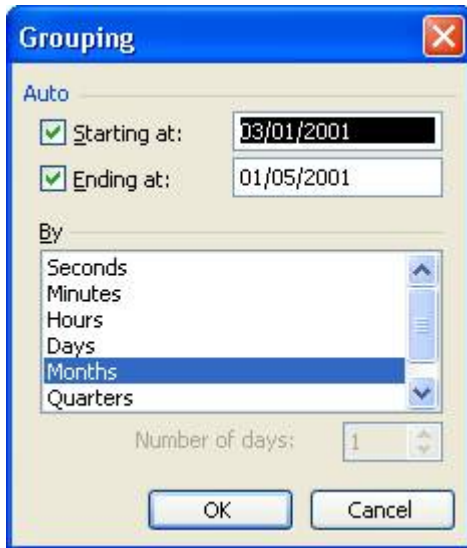 Grouping
Auto
Starting at: 03/01/2001
Ending at: 01/05/2001
By
Seconds
Minutes
Hours
Days
Months
Quarters
Number of days: 1
OK Cancel